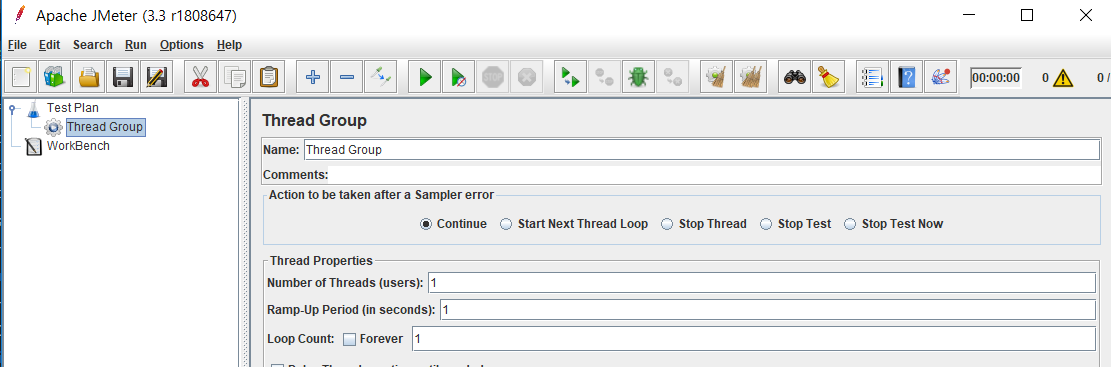 Apache JMeter (3.3 r1808647)
File Edit Search Run Options Help
STOP 00:00:00 0 0 /
Test Plan
Thread Group
WorkBench
Thread Group
Name: Thread Group
Comments:
Action to be taken after a Sampler error
Continue Start Next Thread Loop Stop Thread Stop Test Stop Test Now
Thread Properties
Number of Threads (users): 1
Ramp-Up Period (in seconds): 1
Loop Count: Forever 1